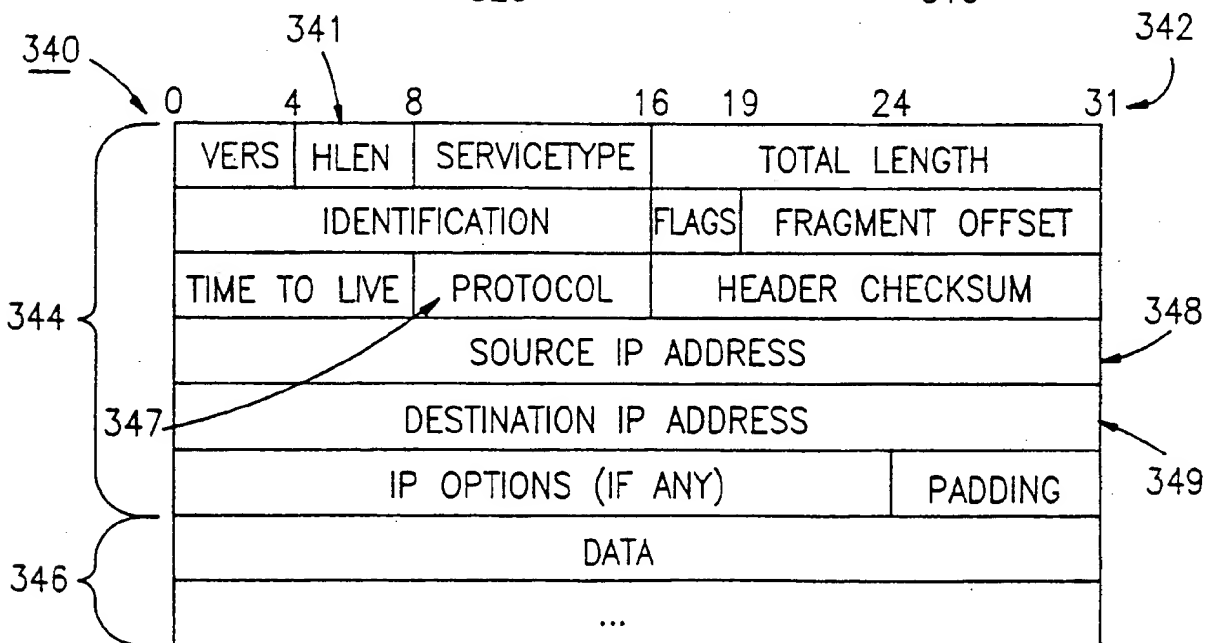 341
342
340
0 4 8 16 19 24 31
VERS HLEN SERVICETYPE TOTAL LENGTH
IDENTIFICATION FLAGS FRAGMENT OFFSET
TIME TO LIVE PROTOCOL HEADER CHECKSUM
344
348
SOURCE IP ADDRESS
347
DESTINATION IP ADDRESS
349
IP OPTIONS (IF ANY) PADDING
DATA
346
...